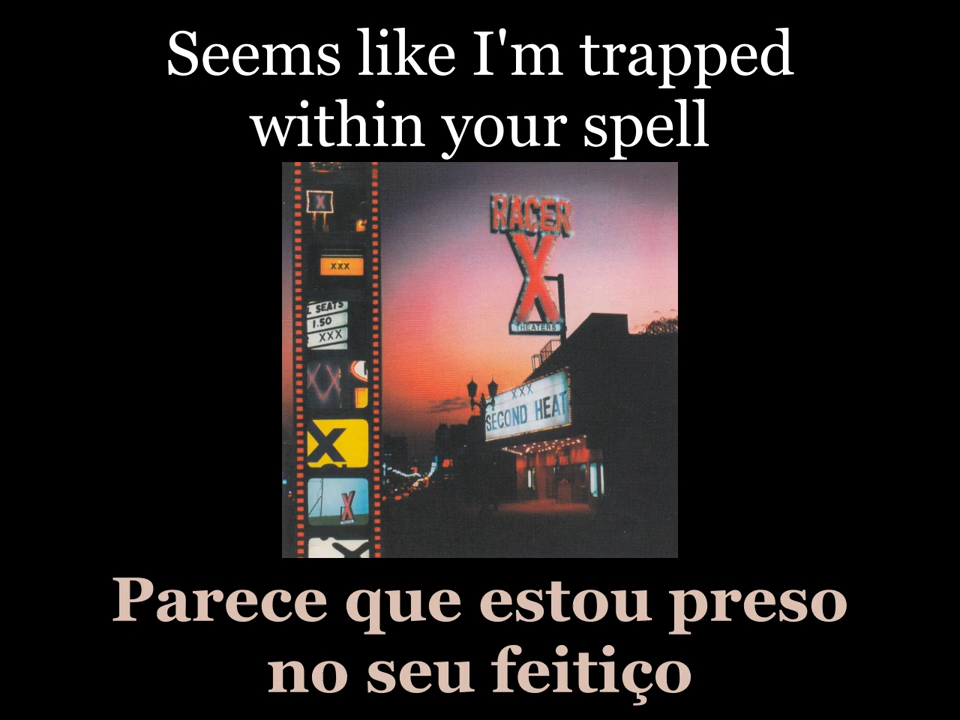 Seems like I'm trapped
within your spell
X
XXX
L SEATS
1.50
XXX
XX
X
X
RACER
X
THEATERS
XXX
SECOND HEAT
Parece que estou preso
no seu feitiço